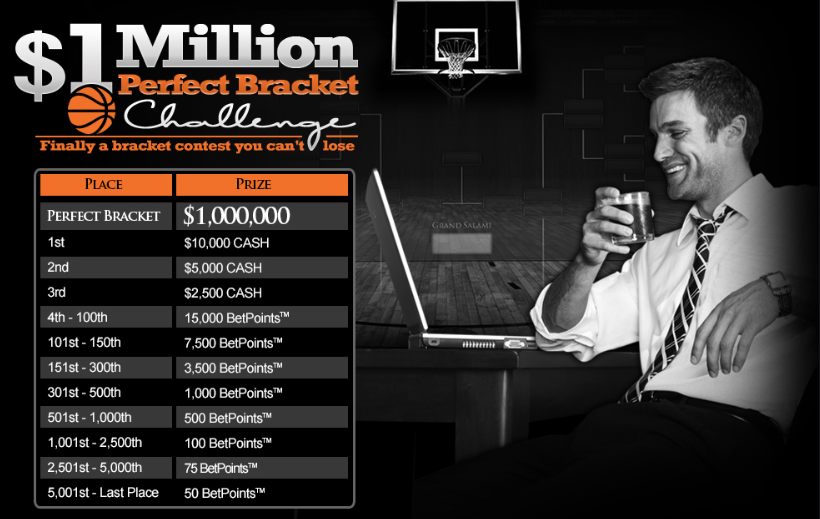 $1 Million
Perfect Bracket
Challenge
Finally a bracket contest you can't lose
PLACE PRIZE
PERFECT BRACKET $1,000,000
1st $10,000 CASH
2nd $5,000 CASH
3rd $2,500 CASH
4th - 100th 15,000 BetPoints™
101st - 150th 7,500 BetPoints™
151st - 300th 3,500 BetPoints™
301st - 500th 1,000 BetPoints™
501st - 1,000th 500 BetPoints™
1,001st - 2,500th 100 BetPoints™
2,501st - 5,000th 75 BetPoints™
5,001st - Last Place 50 BetPoints™
GRAND SALAMI